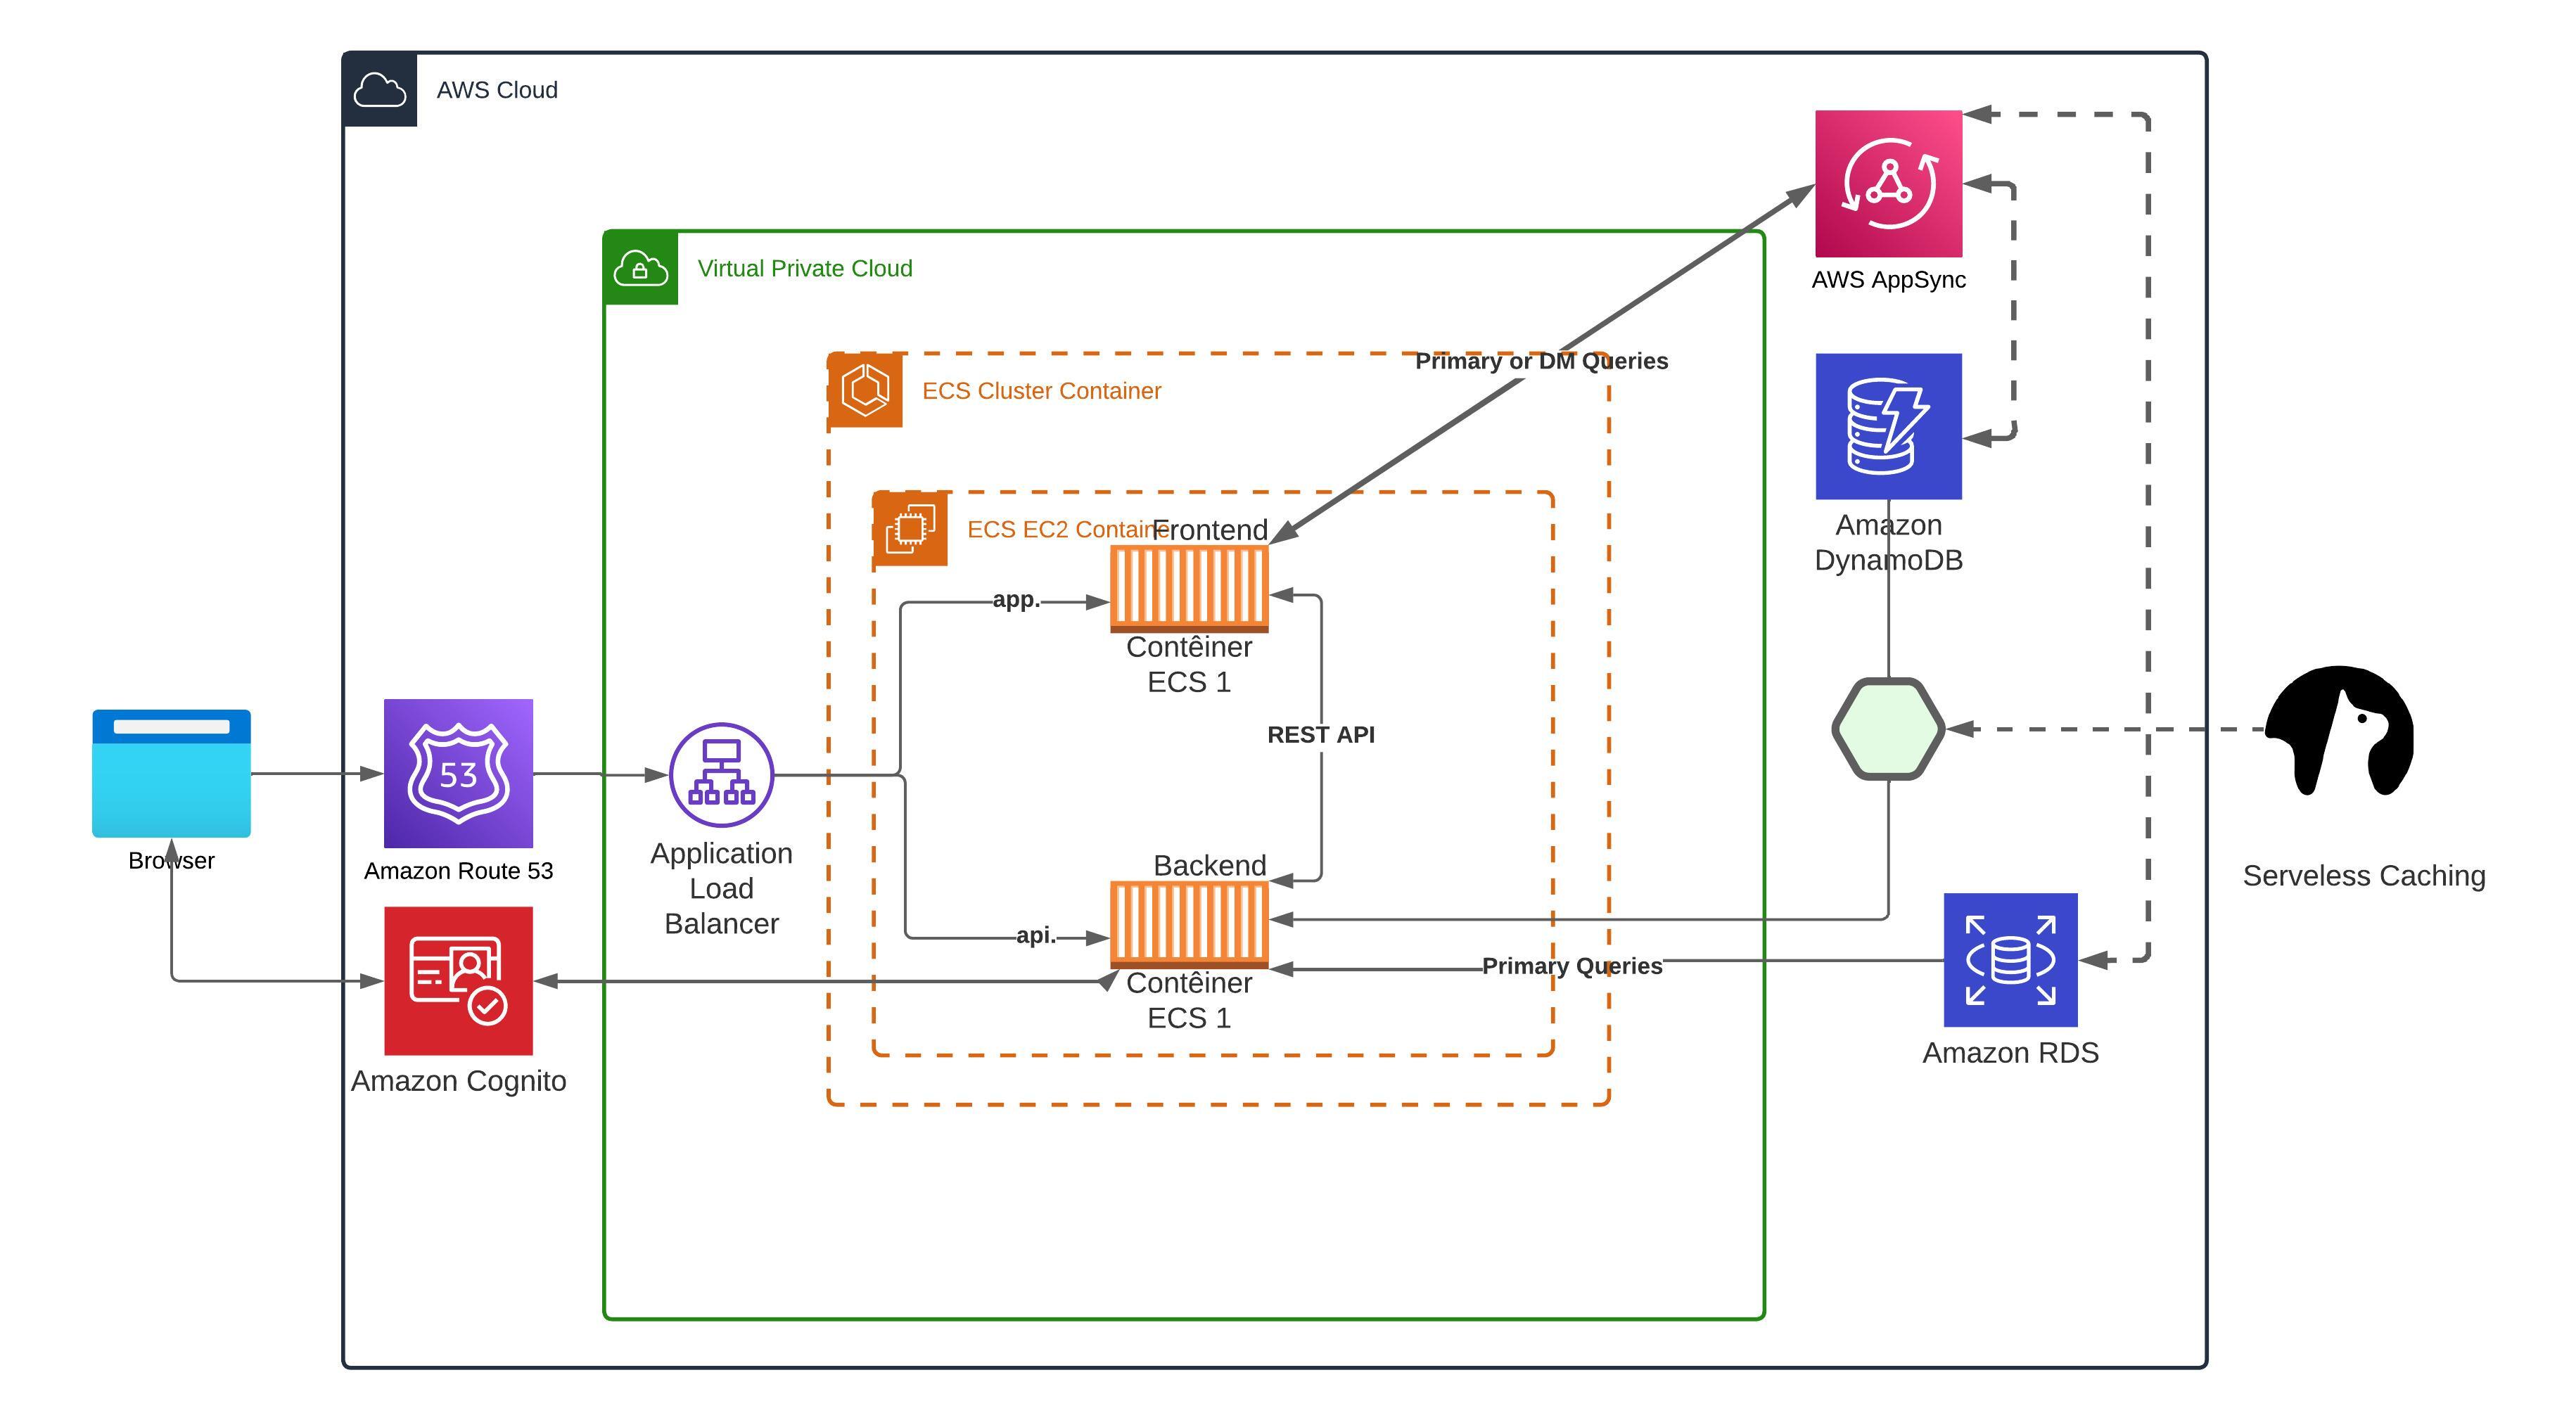 AWS Cloud
Virtual Private Cloud
AWS AppSync
Primary or DM Queries
ECS Cluster Container
ECS EC2 Container
Frontend
Amazon
DynamoDB
app.
Contêiner
ECS 1
REST API
53
Browser
Amazon Route 53
Application
Load
Balancer
Backend
Serveless Caching
api.
Primary Queries
Contêiner
ECS 1
Amazon RDS
Amazon Cognito